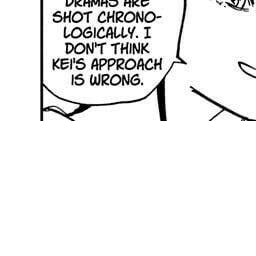 DRAMAS ARE
SHOT CHRONO-
LOGICALLY. I
DON'T THINK
KEI'S APPROACH
IS WRONG.